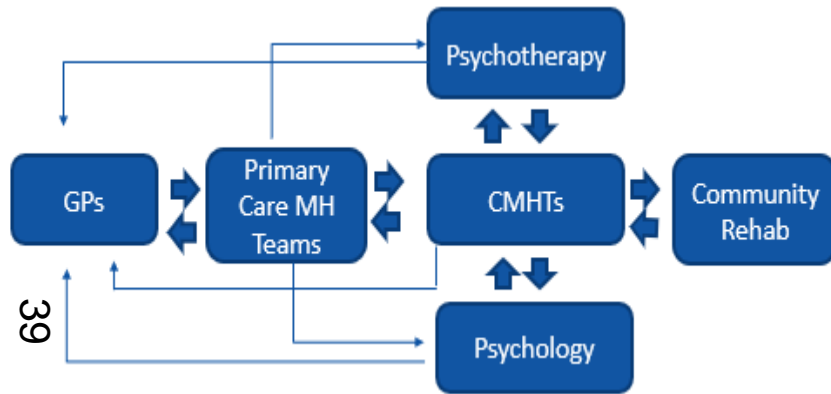 Psychotherapy
GPs
Primary
Care MH
Teams
CMHTs
Community
Rehab
Psychology
39